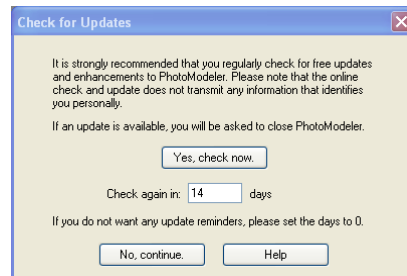 Check for Updates
It is strongly recommended that you regularly check for free updates
and enhancements to PhotoModeler. Please note that the online
check and update does not transmit any information that identifies
you personally.
If an update is available, you will be asked to close PhotoModeler.
Yes, check now.
Check again in: 14 days
If you do not want any update reminders, please set the days to 0.
No, continue. Help